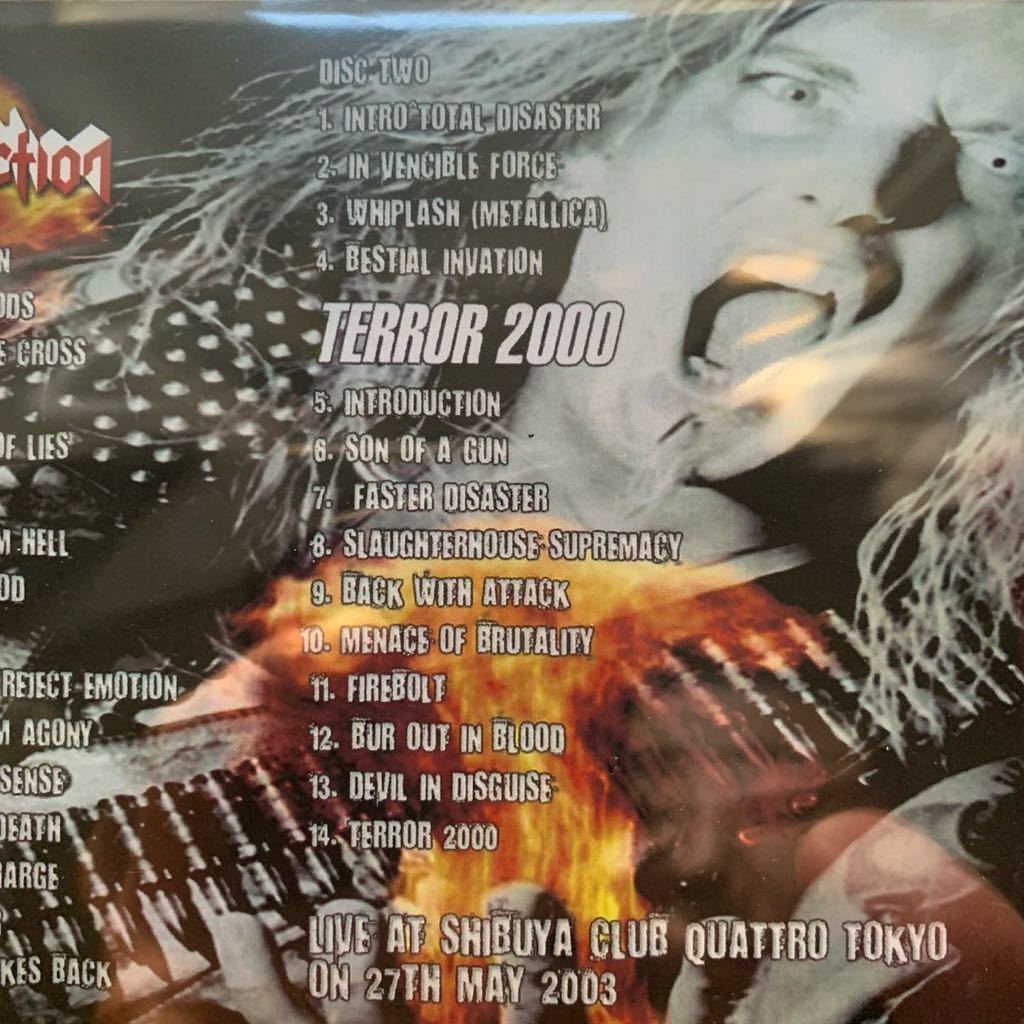 ction
N
ODS
E CROSS
OF LIES
M HELL
OD
REJECT EMOTION
M AGONY
SENSE
DEATH
HARGE
KES BACK
DISC TWO
1. INTRO~TOTAL DISASTER
2. IN VENCIBLE FORCE
3. WHIPLASH (METALLICA)
4. BESTIAL INVATION
TERROR 2000
5. INTRODUCTION
6. SON OF A GUN
7. FASTER DISASTER
8. SLAUGHTERHOUSE SUPREMACY
9. BACK WITH ATTACK
10. MENACE OF BRUTALITY
11. FIREBOLT
12. BUR OUT IN BLOOD
13. DEVIL IN DISGUISE
14. TERROR 2000
LIVE AT SHIBUYA CLUB QUATTRO TOKYO
ON 27TH MAY 2003